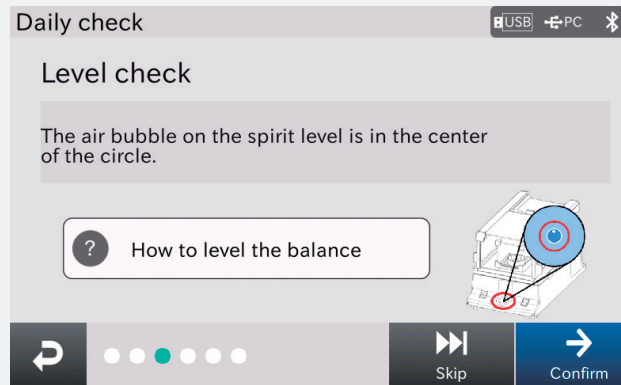 Daily check
USB PC
Level check
The air bubble on the spirit level is in the center
of the circle.
? How to level the balance
Skip
Confirm